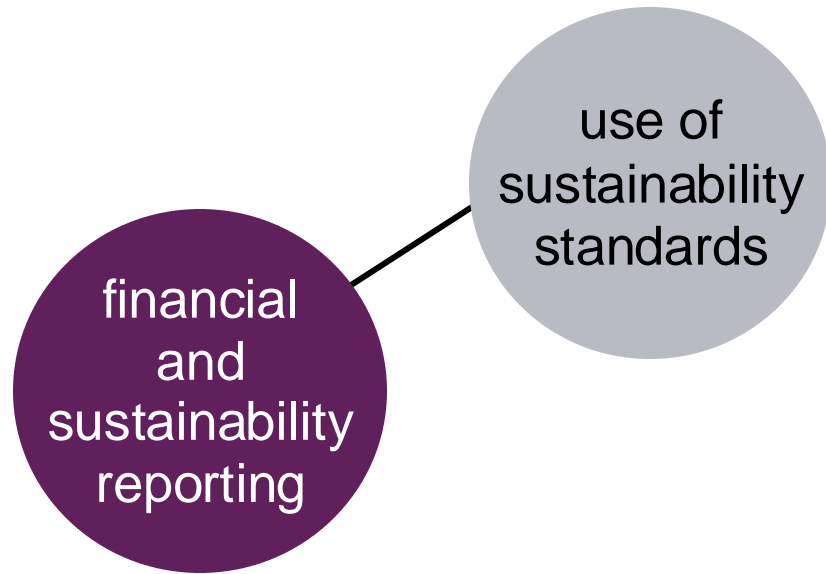 use of
sustainability
standards
financial
and
sustainability
reporting